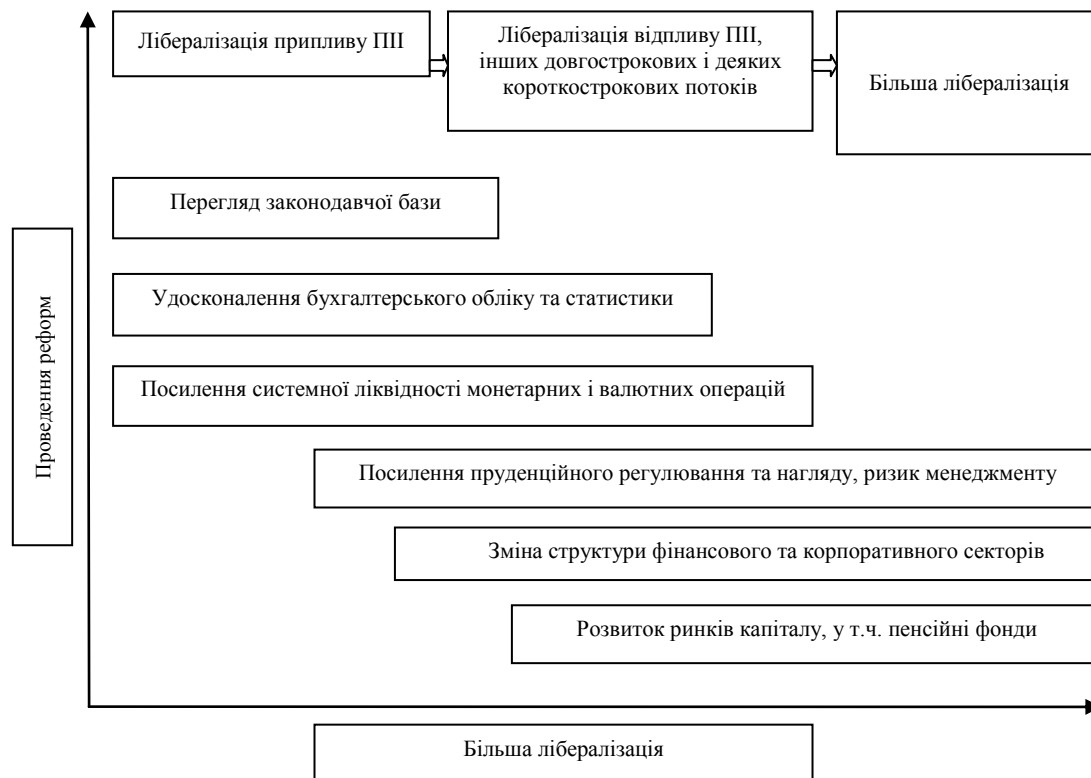 Лібералізація припливу ПІІ
Лібералізація відпливу ПІІ,
інших довгострокових і деяких
короткострокових потоків
Більша лібералізація
Перегляд законодавчої бази
Удосконалення бухгалтерського обліку та статистики
Посилення системної ліквідності монетарних і валютних операцій
Посилення пруденційного регулювання та нагляду, ризик менеджменту
Зміна структури фінансового та корпоративного секторів
Розвиток ринків капіталу, у т.ч. пенсійні фонди
Проведення реформ
Більша лібералізація